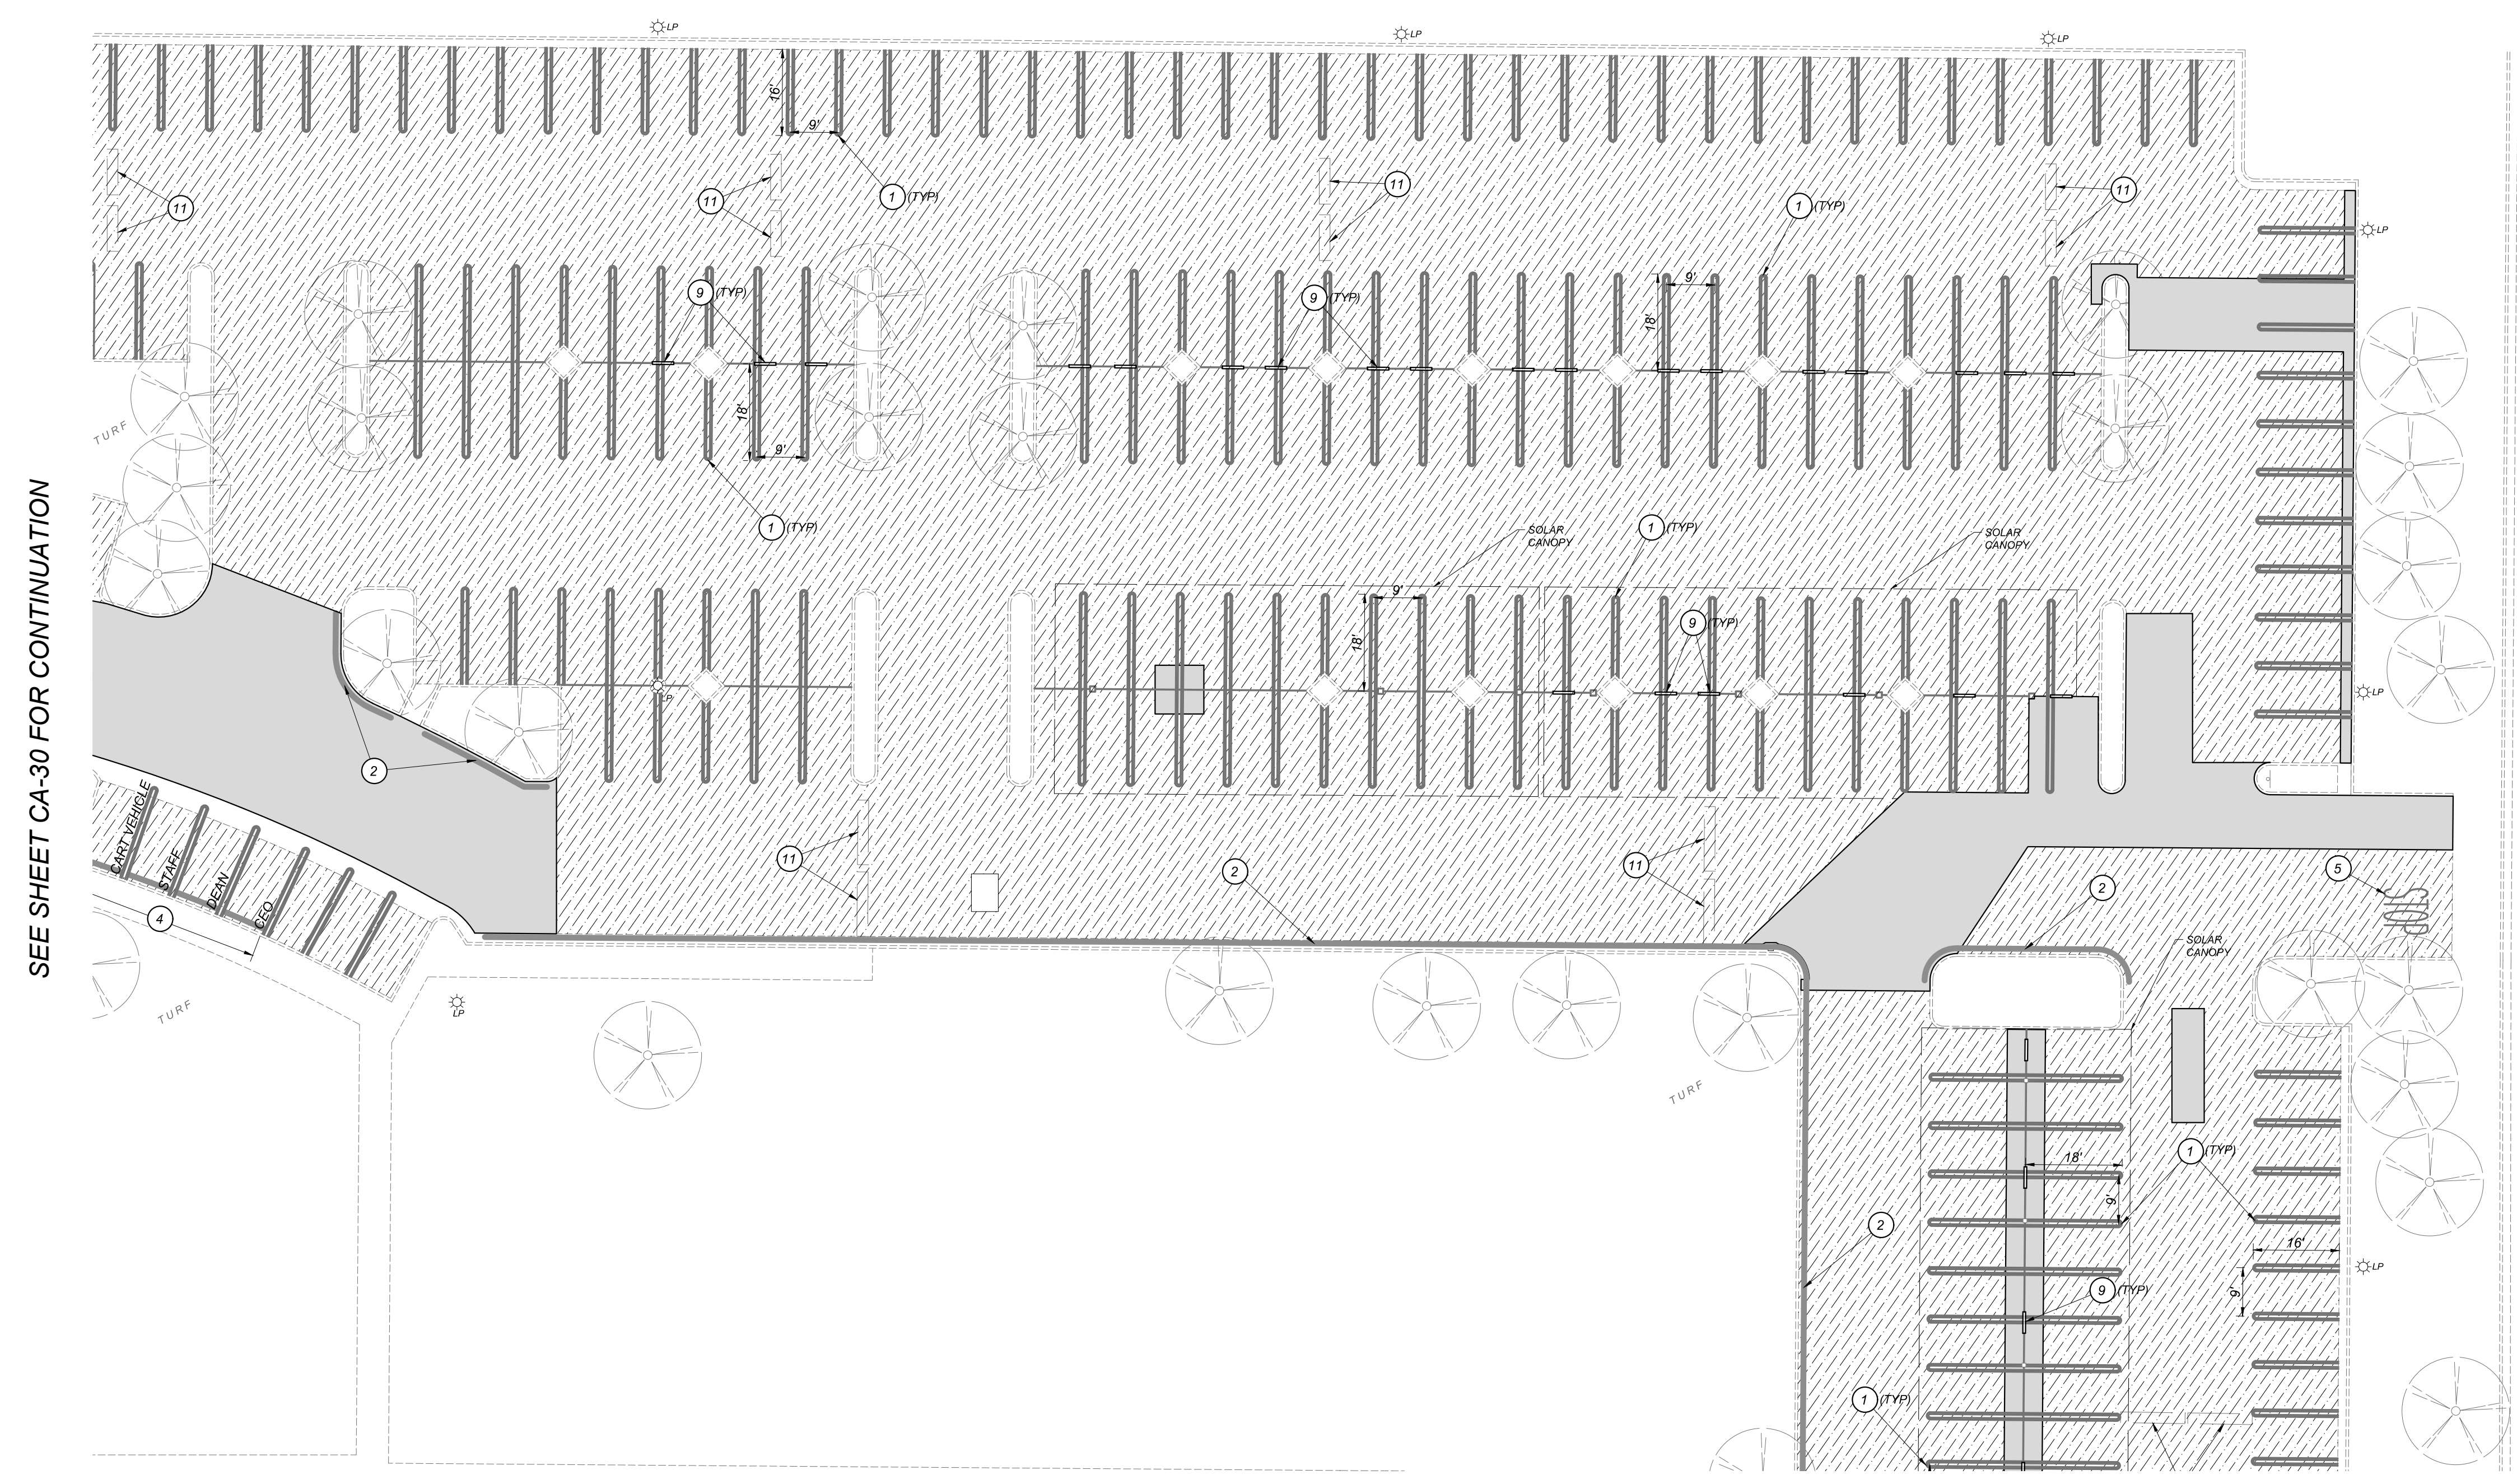 LP
LP
LP
16'
9'
1 (TYP)
11
11
11
11
1 (TYP)
LP
9 (TYP)
9 (TYP)
9'
18'
18'
9'
TURF
1 (TYP)
SOLAR
CANOPY
1 (TYP)
SOLAR
CANOPY
9'
18'
9 (TYP)
LP
LP
2
CART VEHICLE
STAFF
DEAN
CEO
4
11
2
11
2
5
STOP
SOLAR
CANOPY
TURF
LP
TURF
18'
9'
1 (TYP)
2
16'
9'
LP
9 (TYP)
1 (TYP)
SEE SHEET CA-30 FOR CONTINUATION